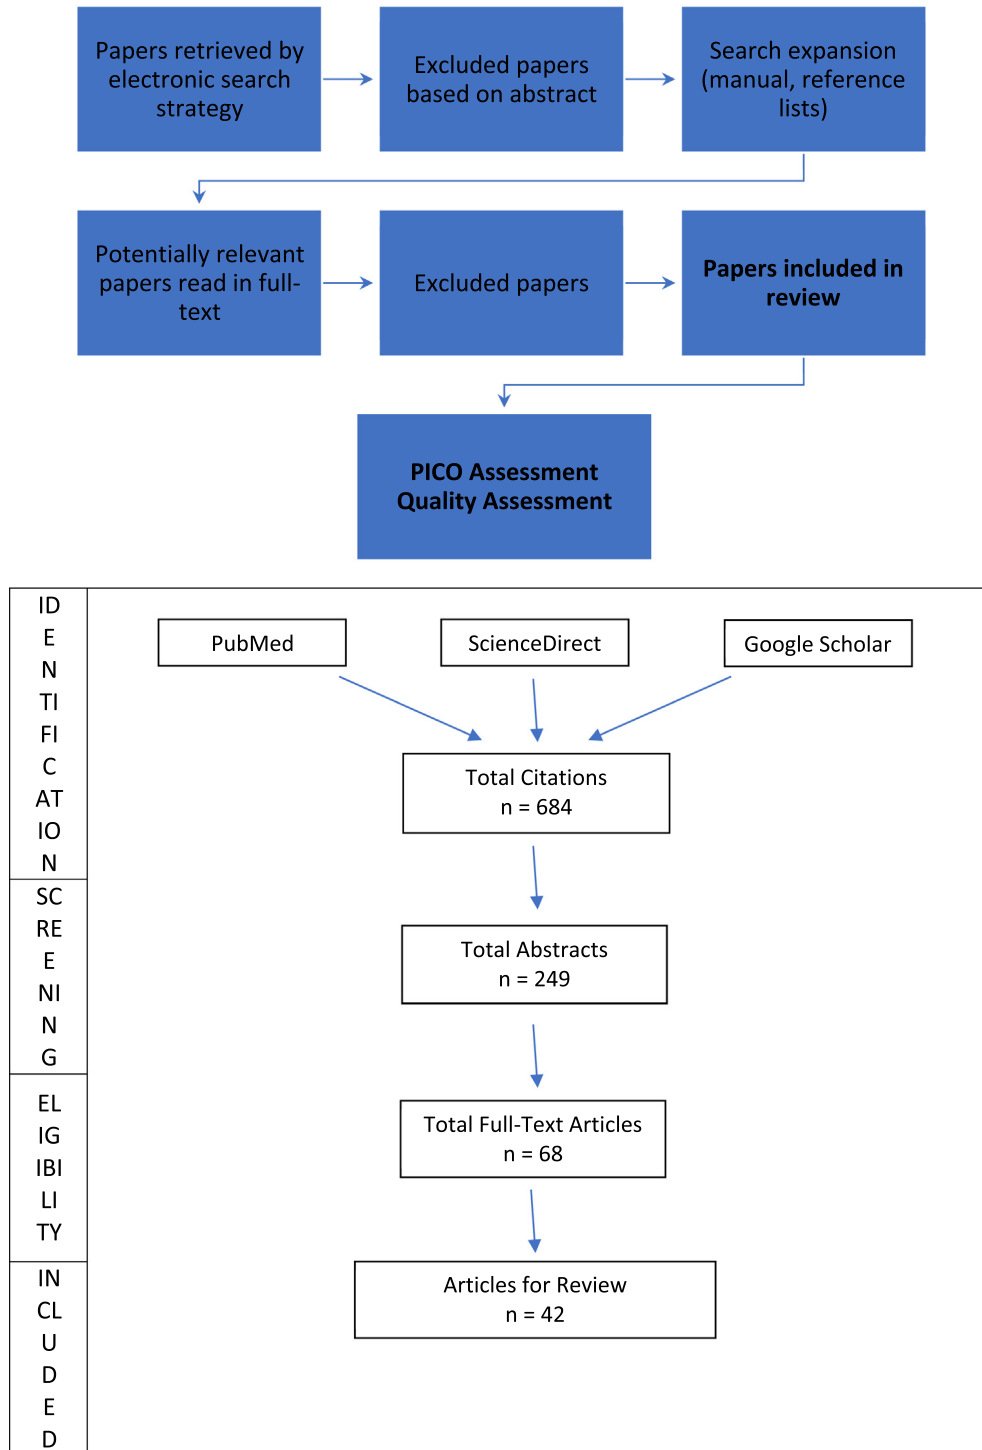 Papers retrieved by
electronic search
strategy
Excluded papers
based on abstract
Search expansion
(manual, reference
lists)
Potentially relevant
papers read in full-
text
Excluded papers
Papers included in
review
PICO Assessment
Quality Assessment
ID
E
N
TI
FI
C
AT
IO
N
PubMed
ScienceDirect
Google Scholar
Total Citations
n = 684
SC
RE
E
NI
N
G
Total Abstracts
n = 249
EL
IG
IBI
LI
TY
Total Full-Text Articles
n = 68
IN
CL
U
D
E
D
Articles for Review
n = 42